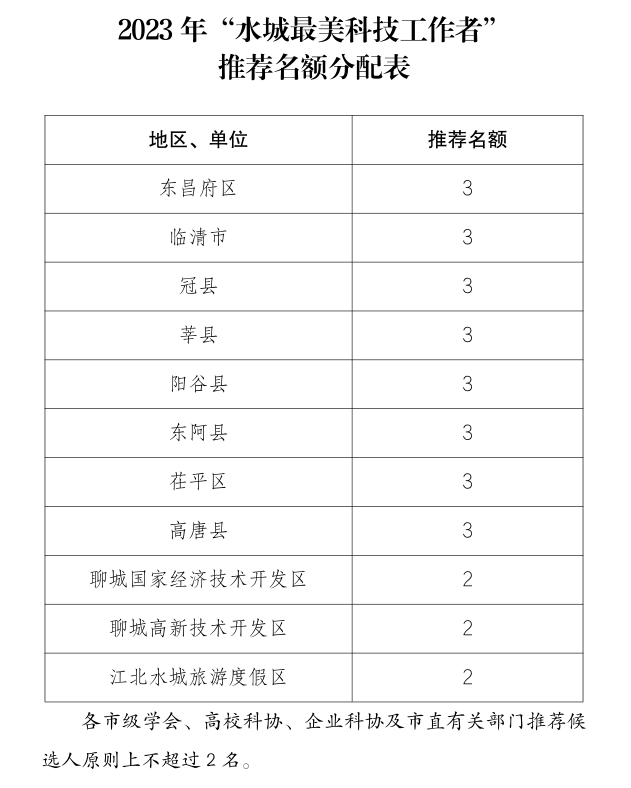 2023 年“水城最美科技工作者”
推荐名额分配表
地区、单位 推荐名额
东昌府区 3
临清市 3
冠县 3
莘县 3
阳谷县 3
东阿县 3
茌平区 3
高唐县 3
聊城国家经济技术开发区 2
聊城高新技术开发区 2
江北水城旅游度假区 2
各市级学会、高校科协、企业科协及市直有关部门推荐候
选人原则上不超过 2 名。